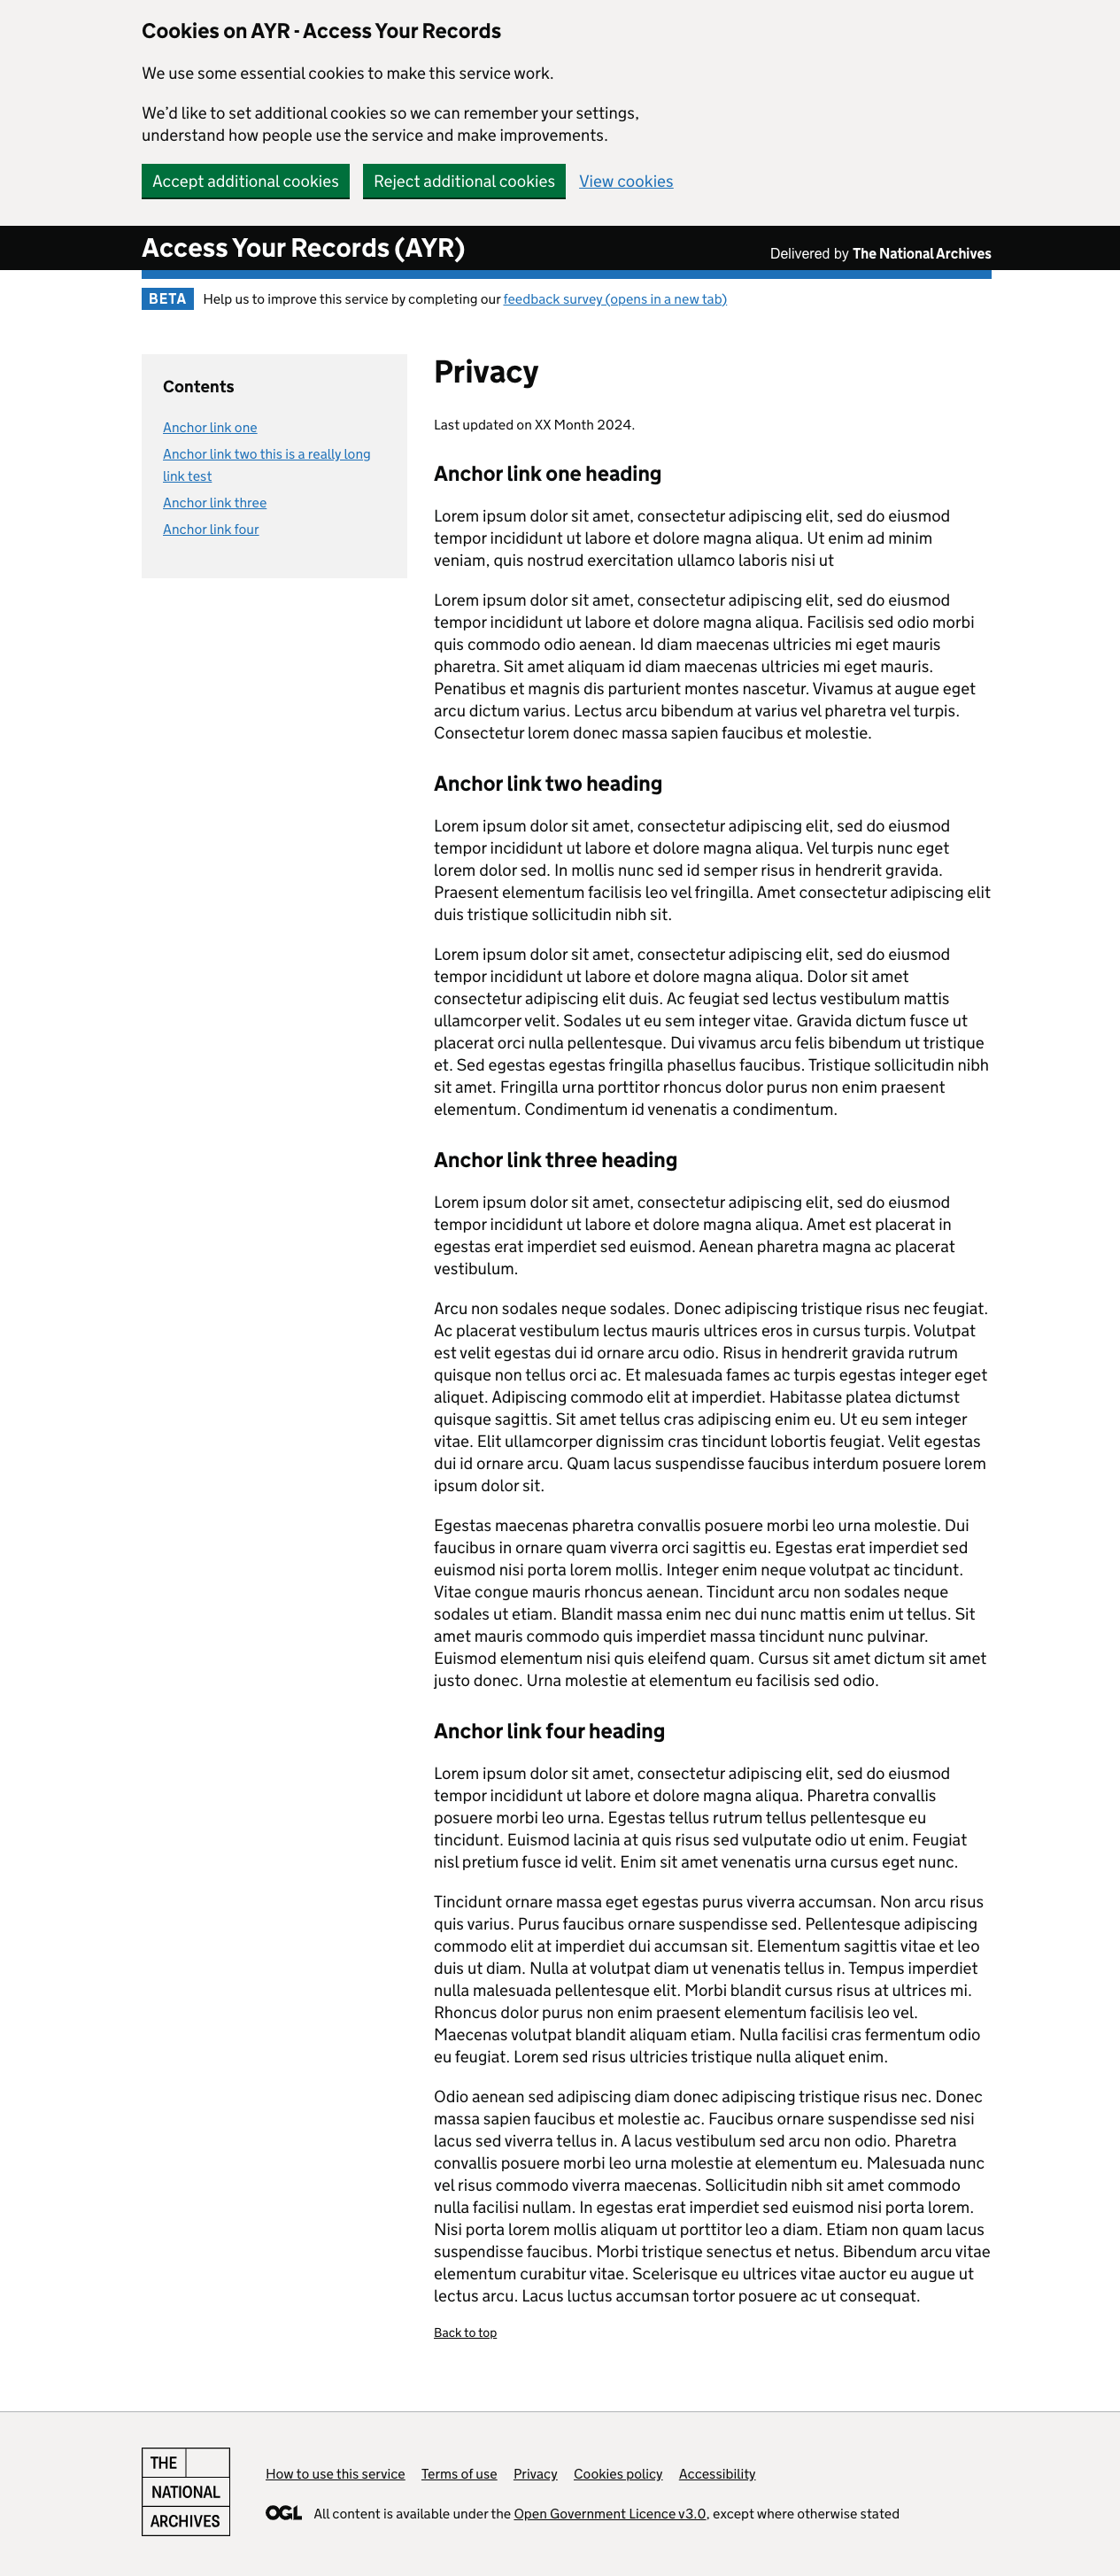 Cookies on AYR - Access Your Records
We use some essential cookies to make this service work.
We’d like to set additional cookies so we can remember your settings,
understand how people use the service and make improvements.
Accept additional cookies Reject additional cookies View cookies
Access Your Records (AYR) Delivered by The National Archives
BETA Help us to improve this service by completing our feedback survey (opens in a new tab)
Contents
Anchor link one
Anchor link two this is a really long
link test
Anchor link three
Anchor link four
Privacy
Last updated on XX Month 2024.
Anchor link one heading
Lorem ipsum dolor sit amet, consectetur adipiscing elit, sed do eiusmod
tempor incididunt ut labore et dolore magna aliqua. Ut enim ad minim
veniam, quis nostrud exercitation ullamco laboris nisi ut
Lorem ipsum dolor sit amet, consectetur adipiscing elit, sed do eiusmod
tempor incididunt ut labore et dolore magna aliqua. Facilisis sed odio morbi
quis commodo odio aenean. Id diam maecenas ultricies mi eget mauris
pharetra. Sit amet aliquam id diam maecenas ultricies mi eget mauris.
Penatibus et magnis dis parturient montes nascetur. Vivamus at augue eget
arcu dictum varius. Lectus arcu bibendum at varius vel pharetra vel turpis.
Consectetur lorem donec massa sapien faucibus et molestie.
Anchor link two heading
Lorem ipsum dolor sit amet, consectetur adipiscing elit, sed do eiusmod
tempor incididunt ut labore et dolore magna aliqua. Vel turpis nunc eget
lorem dolor sed. In mollis nunc sed id semper risus in hendrerit gravida.
Praesent elementum facilisis leo vel fringilla. Amet consectetur adipiscing elit
duis tristique sollicitudin nibh sit.
Lorem ipsum dolor sit amet, consectetur adipiscing elit, sed do eiusmod
tempor incididunt ut labore et dolore magna aliqua. Dolor sit amet
consectetur adipiscing elit duis. Ac feugiat sed lectus vestibulum mattis
ullamcorper velit. Sodales ut eu sem integer vitae. Gravida dictum fusce ut
placerat orci nulla pellentesque. Dui vivamus arcu felis bibendum ut tristique
et. Sed egestas egestas fringilla phasellus faucibus. Tristique sollicitudin nibh
sit amet. Fringilla urna porttitor rhoncus dolor purus non enim praesent
elementum. Condimentum id venenatis a condimentum.
Anchor link three heading
Lorem ipsum dolor sit amet, consectetur adipiscing elit, sed do eiusmod
tempor incididunt ut labore et dolore magna aliqua. Amet est placerat in
egestas erat imperdiet sed euismod. Aenean pharetra magna ac placerat
vestibulum.
Arcu non sodales neque sodales. Donec adipiscing tristique risus nec feugiat.
Ac placerat vestibulum lectus mauris ultrices eros in cursus turpis. Volutpat
est velit egestas dui id ornare arcu odio. Risus in hendrerit gravida rutrum
quisque non tellus orci ac. Et malesuada fames ac turpis egestas integer eget
aliquet. Adipiscing commodo elit at imperdiet. Habitasse platea dictumst
quisque sagittis. Sit amet tellus cras adipiscing enim eu. Ut eu sem integer
vitae. Elit ullamcorper dignissim cras tincidunt lobortis feugiat. Velit egestas
dui id ornare arcu. Quam lacus suspendisse faucibus interdum posuere lorem
ipsum dolor sit.
Egestas maecenas pharetra convallis posuere morbi leo urna molestie. Dui
faucibus in ornare quam viverra orci sagittis eu. Egestas erat imperdiet sed
euismod nisi porta lorem mollis. Integer enim neque volutpat ac tincidunt.
Vitae congue mauris rhoncus aenean. Tincidunt arcu non sodales neque
sodales ut etiam. Blandit massa enim nec dui nunc mattis enim ut tellus. Sit
amet mauris commodo quis imperdiet massa tincidunt nunc pulvinar.
Euismod elementum nisi quis eleifend quam. Cursus sit amet dictum sit amet
justo donec. Urna molestie at elementum eu facilisis sed odio.
Anchor link four heading
Lorem ipsum dolor sit amet, consectetur adipiscing elit, sed do eiusmod
tempor incididunt ut labore et dolore magna aliqua. Pharetra convallis
posuere morbi leo urna. Egestas tellus rutrum tellus pellentesque eu
tincidunt. Euismod lacinia at quis risus sed vulputate odio ut enim. Feugiat
nisl pretium fusce id velit. Enim sit amet venenatis urna cursus eget nunc.
Tincidunt ornare massa eget egestas purus viverra accumsan. Non arcu risus
quis varius. Purus faucibus ornare suspendisse sed. Pellentesque adipiscing
commodo elit at imperdiet dui accumsan sit. Elementum sagittis vitae et leo
duis ut diam. Nulla at volutpat diam ut venenatis tellus in. Tempus imperdiet
nulla malesuada pellentesque elit. Morbi blandit cursus risus at ultrices mi.
Rhoncus dolor purus non enim praesent elementum facilisis leo vel.
Maecenas volutpat blandit aliquam etiam. Nulla facilisi cras fermentum odio
eu feugiat. Lorem sed risus ultricies tristique nulla aliquet enim.
Odio aenean sed adipiscing diam donec adipiscing tristique risus nec. Donec
massa sapien faucibus et molestie ac. Faucibus ornare suspendisse sed nisi
lacus sed viverra tellus in. A lacus vestibulum sed arcu non odio. Pharetra
convallis posuere morbi leo urna molestie at elementum eu. Malesuada nunc
vel risus commodo viverra maecenas. Sollicitudin nibh sit amet commodo
nulla facilisi nullam. In egestas erat imperdiet sed euismod nisi porta lorem.
Nisi porta lorem mollis aliquam ut porttitor leo a diam. Etiam non quam lacus
suspendisse faucibus. Morbi tristique senectus et netus. Bibendum arcu vitae
elementum curabitur vitae. Scelerisque eu ultrices vitae auctor eu augue ut
lectus arcu. Lacus luctus accumsan tortor posuere ac ut consequat.
Back to top
THE
NATIONAL
ARCHIVES
How to use this service Terms of use Privacy Cookies policy Accessibility
OGL All content is available under the Open Government Licence v3.0, except where otherwise stated